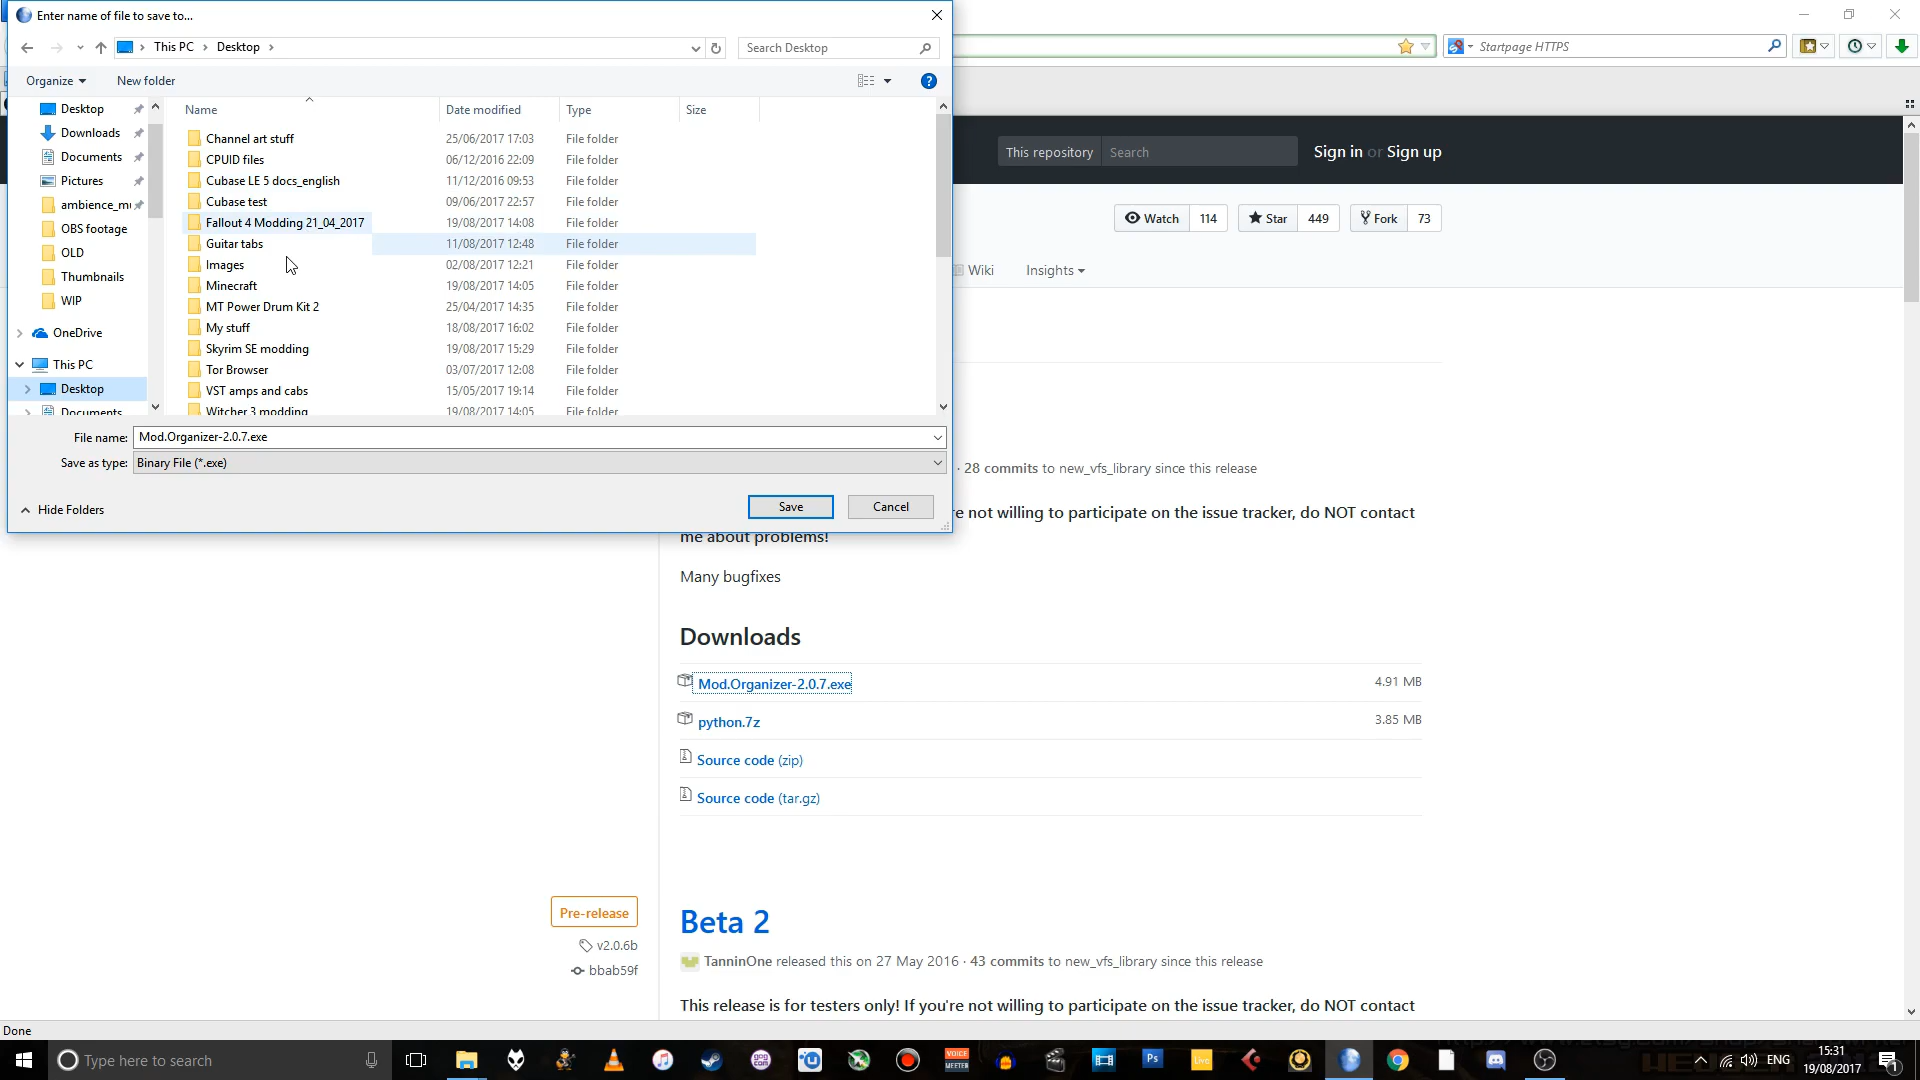 Enter name of file to save to...
This PC > Desktop >
Search Desktop
Startpage HTTPS
Organize
New folder
Name
Date modified
Type
Size
Desktop
Downloads
Documents
Pictures
ambience_mu
OBS footage
OLD
Thumbnails
WIP
OneDrive
This PC
Desktop
Documents
Channel art stuff 25/06/2017 17:03 File folder
CPUID files 06/12/2016 22:09 File folder
Cubase LE 5 docs_english 11/12/2016 09:53 File folder
Cubase test 09/06/2017 22:57 File folder
Fallout 4 Modding 21_04_2017 19/08/2017 14:08 File folder
Guitar tabs 11/08/2017 12:48 File folder
Images 02/08/2017 12:21 File folder
Minecraft 19/08/2017 14:05 File folder
MT Power Drum Kit 2 25/04/2017 14:35 File folder
My stuff 18/08/2017 16:02 File folder
Skyrim SE modding 19/08/2017 15:29 File folder
Tor Browser 03/07/2017 12:08 File folder
VST amps and cabs 15/05/2017 19:14 File folder
Witcher 3 modding 19/08/2017 14:05 File folder
File name: Mod.Organizer-2.0.7.exe
Save as type: Binary File (*.exe)
Hide Folders
Save
Cancel
This repository
Search
Sign in or Sign up
Watch 114
Star 449
Fork 73
Wiki
Insights
· 28 commits to new_vfs_library since this release
re not willing to participate on the issue tracker, do NOT contact
me about problems!
Many bugfixes
Downloads
Mod.Organizer-2.0.7.exe 4.91 MB
python.7z 3.85 MB
Source code (zip)
Source code (tar.gz)
Pre-release
v2.0.6b
bbab59f
Beta 2
TanninOne released this on 27 May 2016 · 43 commits to new_vfs_library since this release
This release is for testers only! If you're not willing to participate on the issue tracker, do NOT contact
Done
Type here to search
gog
com
VOICE
MEETER
Ps
Live
ENG
15:31
19/08/2017
1